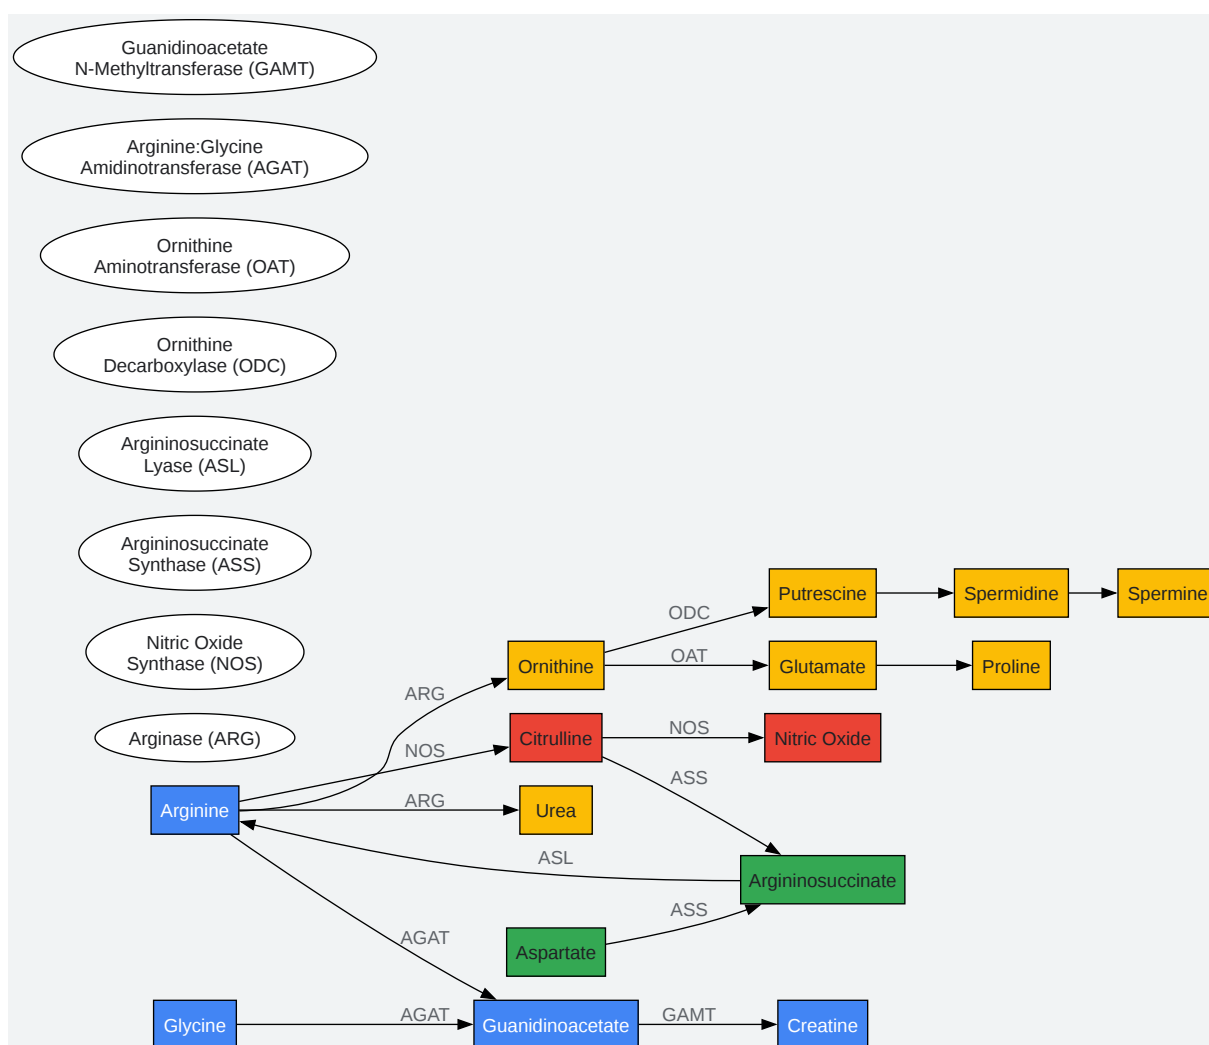 Guanidinoacetate
N-Methyltransferase (GAMT)
Arginine:Glycine
Amidinotransferase (AGAT)
Ornithine
Aminotransferase (OAT)
Ornithine
Decarboxylase (ODC)
Argininosuccinate
Lyase (ASL)
Argininosuccinate
Synthase (ASS)
Nitric Oxide
Synthase (NOS)
Arginase (ARG)
Putrescine
Spermidine
Spermine
ODC
Ornithine
OAT
Glutamate
Proline
ARG
Citrulline
NOS
Nitric Oxide
NOS
ASS
Arginine
ARG
Urea
ASL
Argininosuccinate
ASS
AGAT
Aspartate
Glycine
AGAT
Guanidinoacetate
GAMT
Creatine